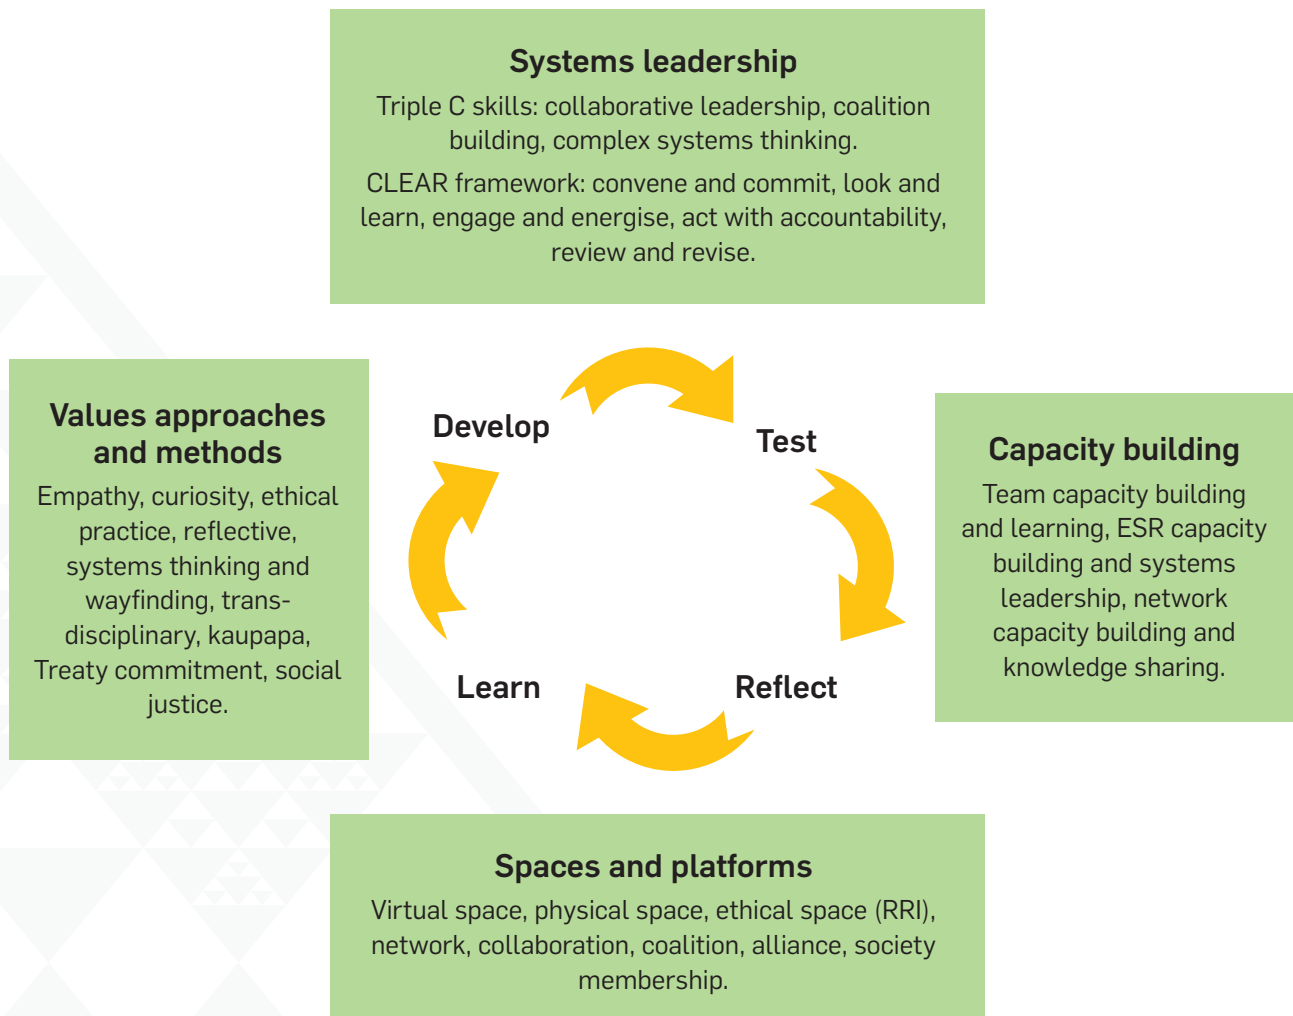 Systems leadership
Triple C skills: collaborative leadership, coalition
building, complex systems thinking.
CLEAR framework: convene and commit, look and
learn, engage and energise, act with accountability,
review and revise.
Values approaches
and methods
Empathy, curiosity, ethical
practice, reflective,
systems thinking and
wayfinding, trans-
disciplinary, kaupapa,
Treaty commitment, social
justice.
Develop
Test
Learn
Reflect
Capacity building
Team capacity building
and learning, ESR capacity
building and systems
leadership, network
capacity building and
knowledge sharing.
Spaces and platforms
Virtual space, physical space, ethical space (RRI),
network, collaboration, coalition, alliance, society
membership.